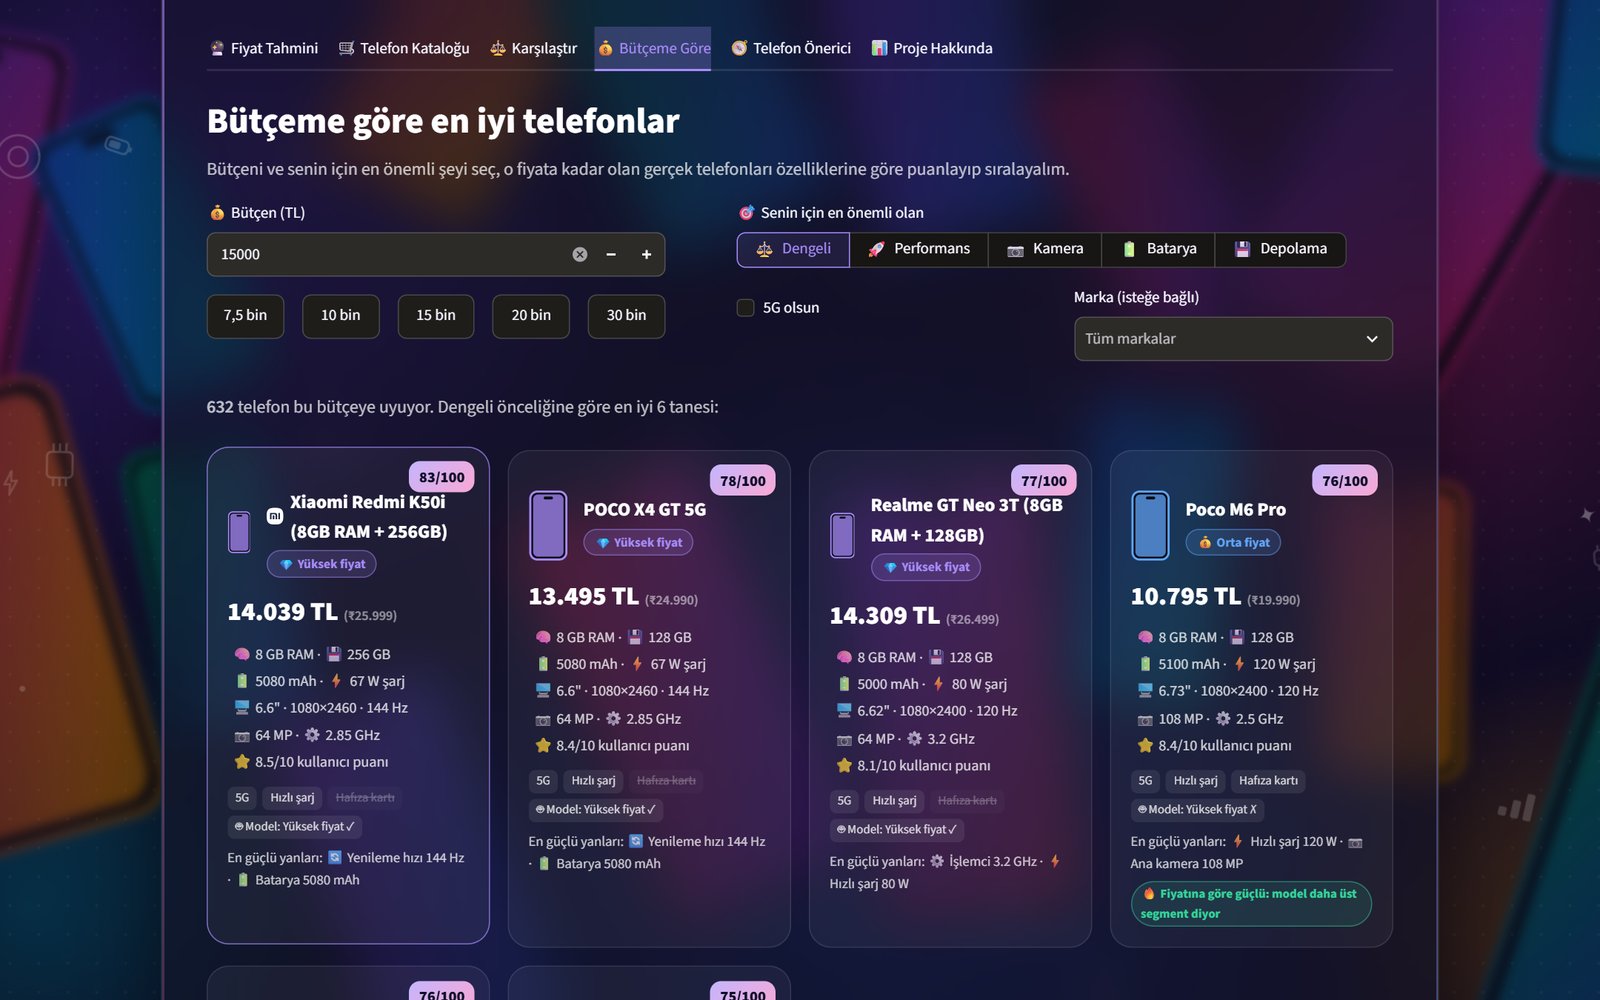 Fiyat Tahmini
Telefon Kataloğu
Karşılaştır
Bütçeme Göre
Telefon Önerici
Proje Hakkında
Bütçeme göre en iyi telefonlar
Bütçeni ve senin için en önemli şeyi seç, o fiyata kadar olan gerçek telefonları özelliklerine göre puanlayıp sıralayalım.
Bütçen (TL)
15000
7,5 bin
10 bin
15 bin
20 bin
30 bin
Senin için en önemli olan
Dengeli
Performans
Kamera
Batarya
Depolama
5G olsun
Marka (isteğe bağlı)
Tüm markalar
632 telefon bu bütçeye uyuyor. Dengeli önceliğine göre en iyi 6 tanesi:
83/100
Xiaomi Redmi K50i
(8GB RAM + 256GB)
Yüksek fiyat
14.039 TL (₹25.999)
8 GB RAM · 256 GB
5080 mAh · 67 W şarj
6.6" · 1080×2460 · 144 Hz
64 MP · 2.85 GHz
8.5/10 kullanıcı puanı
5G Hızlı şarj Hafıza kartı
Model: Yüksek fiyat ✓
En güçlü yanları: Yenileme hızı 144 Hz
· Batarya 5080 mAh
78/100
POCO X4 GT 5G
Yüksek fiyat
13.495 TL (₹24.990)
8 GB RAM · 128 GB
5080 mAh · 67 W şarj
6.6" · 1080×2460 · 144 Hz
64 MP · 2.85 GHz
8.4/10 kullanıcı puanı
5G Hızlı şarj Hafıza kartı
Model: Yüksek fiyat ✓
En güçlü yanları: Yenileme hızı 144 Hz
· Batarya 5080 mAh
77/100
Realme GT Neo 3T (8GB
RAM + 128GB)
Yüksek fiyat
14.309 TL (₹26.499)
8 GB RAM · 128 GB
5000 mAh · 80 W şarj
6.62" · 1080×2400 · 120 Hz
64 MP · 3.2 GHz
8.1/10 kullanıcı puanı
5G Hızlı şarj Hafıza kartı
Model: Yüksek fiyat ✓
En güçlü yanları: İşlemci 3.2 GHz ·
Hızlı şarj 80 W
76/100
Poco M6 Pro
Orta fiyat
10.795 TL (₹19.990)
8 GB RAM · 128 GB
5100 mAh · 120 W şarj
6.73" · 1080×2400 · 120 Hz
108 MP · 2.5 GHz
8.4/10 kullanıcı puanı
5G Hızlı şarj Hafıza kartı
Model: Yüksek fiyat ✗
En güçlü yanları: Hızlı şarj 120 W ·
Ana kamera 108 MP
Fiyatına göre güçlü: model daha üst
segment diyor
76/100
75/100